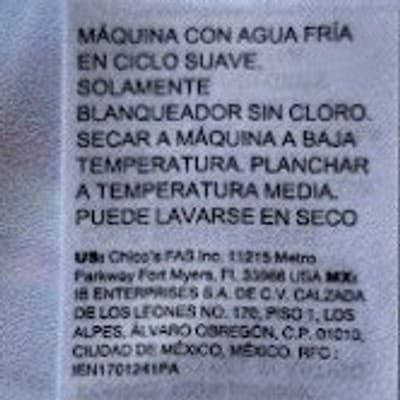 MÁQUINA CON AGUA FRÍA
EN CICLO SUAVE.
SOLAMENTE
BLANQUEADOR SIN CLORO.
SECAR A MÁQUINA A BAJA
TEMPERATURA. PLANCHAR
A TEMPERATURA MEDIA.
PUEDE LAVARSE EN SECO
US: Chico's FAS Inc. 11215 Metro
Parkway Fort Myers, Fl. 33966 USA MX:
IB ENTERPRISES S.A. DE C.V. CALZADA
DE LOS LEONES NO. 170, PISO 1, LOS
ALPES, ÁLVARO OBREGÓN, C.P. 01010,
CIUDAD DE MÉXICO, MÉXICO. RFC:
IEN1701241PA